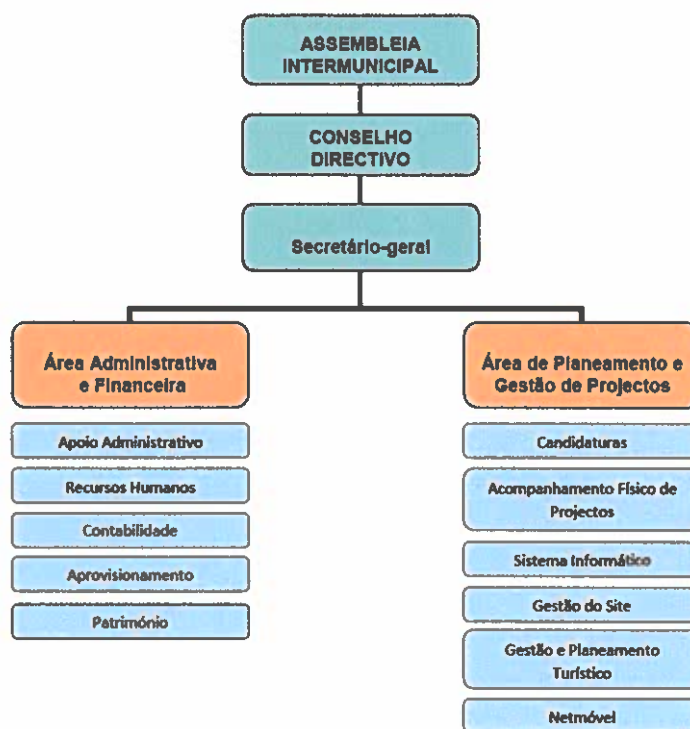 ASSEMBLEIA
INTERMUNICIPAL
CONSELHO
DIRECTIVO
Secretário-geral
Área Administrativa
e Financeira
Apoio Administrativo
Recursos Humanos
Contabilidade
Aprovisionamento
Património
Área de Planeamento e
Gestão de Projectos
Candidaturas
Acompanhamento Físico de
Projectos
Sistema Informático
Gestão do Site
Gestão e Planeamento
Turístico
Netmóvel